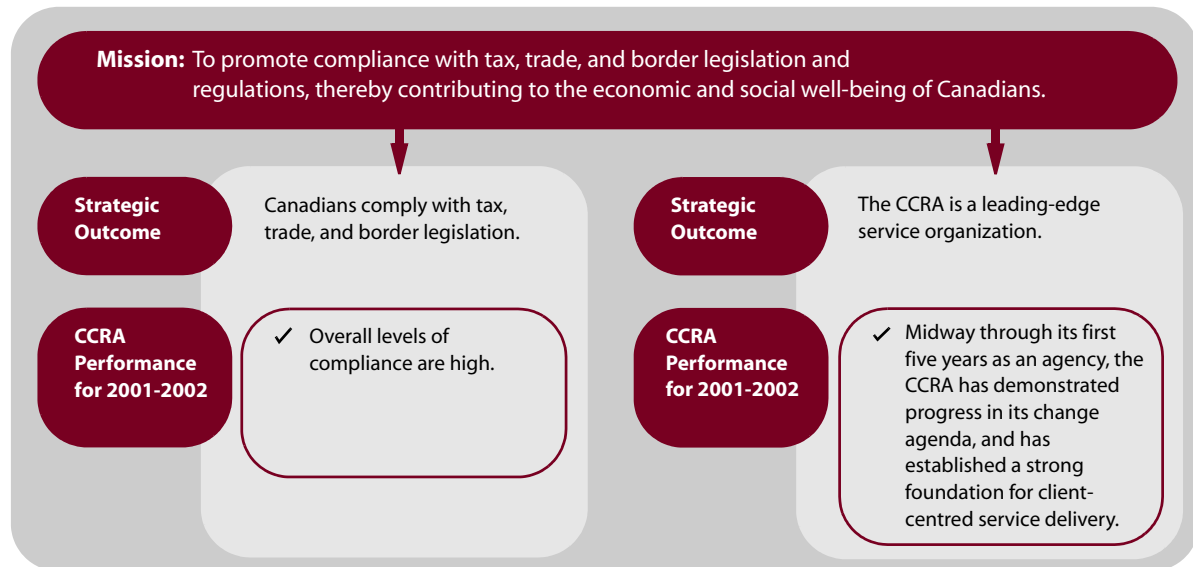 Mission: To promote compliance with tax, trade, and border legislation and
regulations, thereby contributing to the economic and social well-being of Canadians.
Strategic
Outcome
Canadians comply with tax,
trade, and border legislation.
CCRA
Performance
for 2001-2002
✓ Overall levels of
compliance are high.
Strategic
Outcome
The CCRA is a leading-edge
service organization.
CCRA
Performance
for 2001-2002
✓ Midway through its first
five years as an agency, the
CCRA has demonstrated
progress in its change
agenda, and has
established a strong
foundation for client-
centred service delivery.